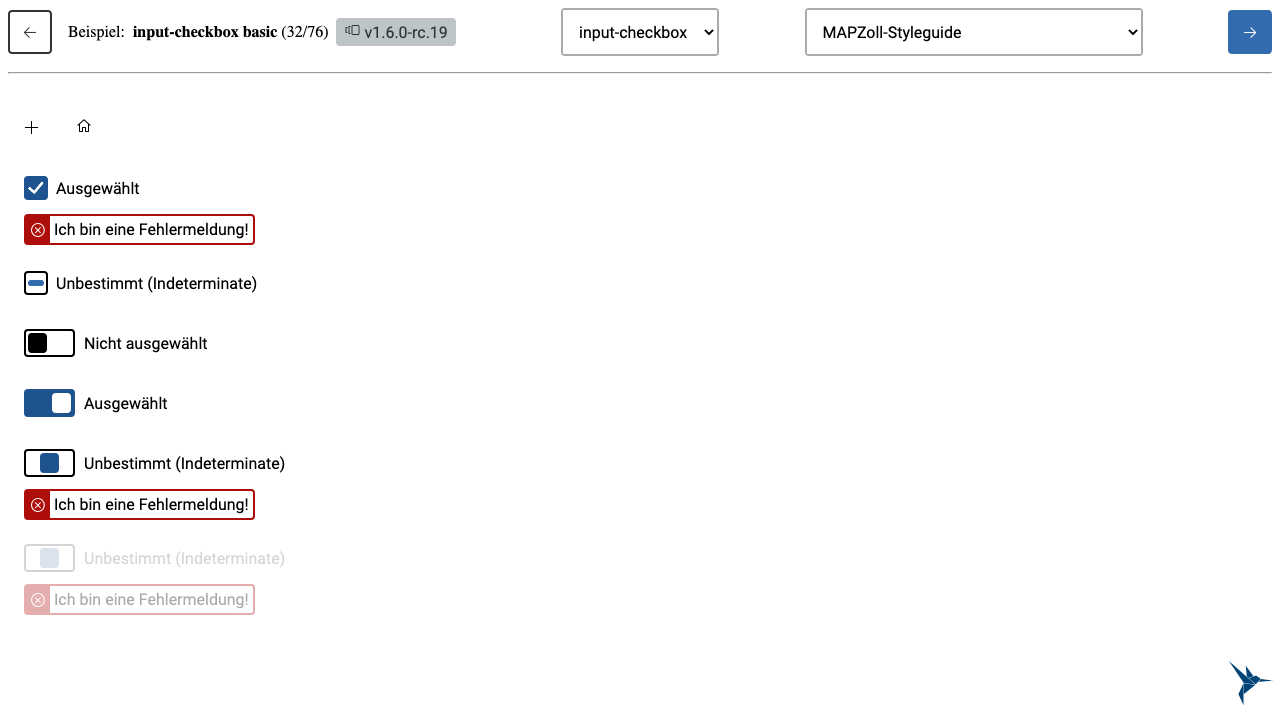 Beispiel: input-checkbox basic (32/76) v1.6.0-rc.19 input-checkbox MAPZoll-Styleguide
Ausgewählt
Ich bin eine Fehlermeldung!
Unbestimmt (Indeterminate)
Nicht ausgewählt
Ausgewählt
Unbestimmt (Indeterminate)
Ich bin eine Fehlermeldung!
Unbestimmt (Indeterminate)
Ich bin eine Fehlermeldung!